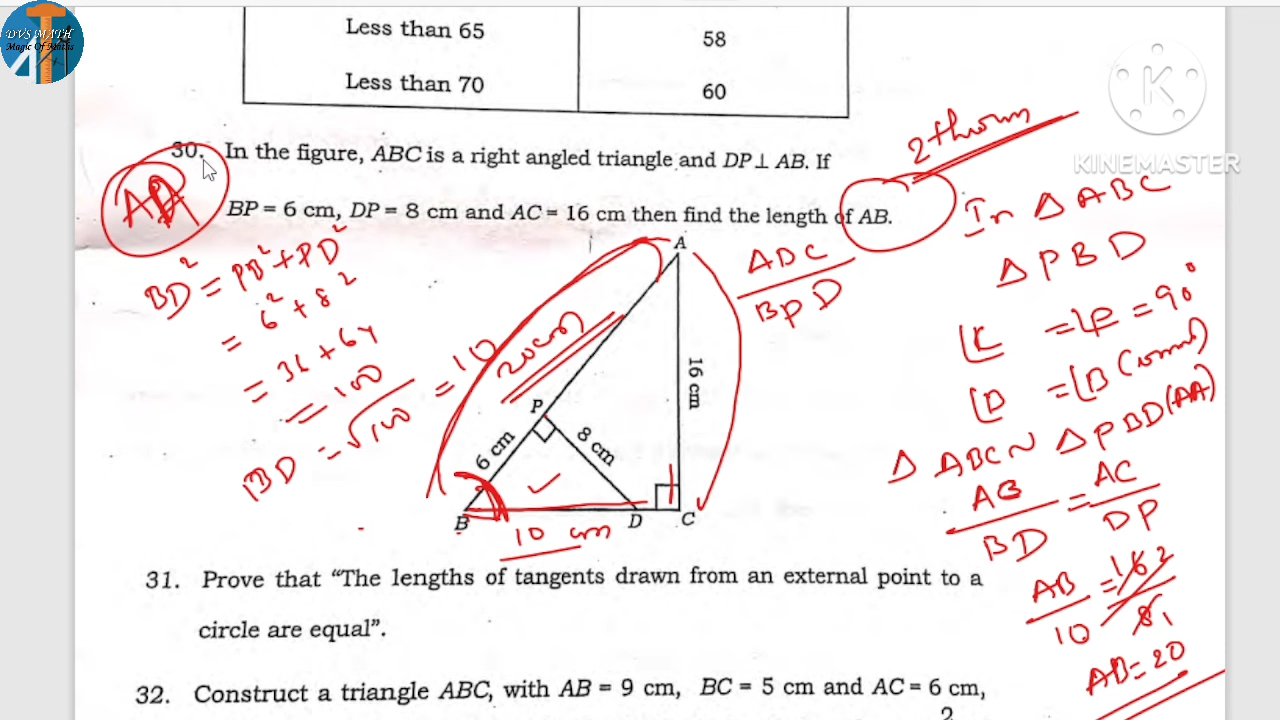 DVS MATH
Magic Of Maths
Less than 65 58
Less than 70 60
KINEMASTER
2 theorem
30. In the figure, ABC is a right angled triangle and DP ⊥ AB. If
BP = 6 cm, DP = 8 cm and AC = 16 cm then find the length of AB.
BD² = PB² + PD²
= 6² + 8²
= 36 + 64
= 100
BD = √100 = 10
A
20cm
16 cm
P
6 cm
8 cm
B
D
C
10 cm
ADC
BPD
In Δ ABC
Δ PBD
∠C = ∠P = 90°
∠B = ∠B (
Δ ABC ~ Δ PBD (AA)
AB/BD = AC/DP
AB/10 = 16 2/8 1
AB = 20
31. Prove that “The lengths of tangents drawn from an external point to a
circle are equal”.
32. Construct a triangle ABC, with AB = 9 cm, BC = 5 cm and AC = 6 cm,
2